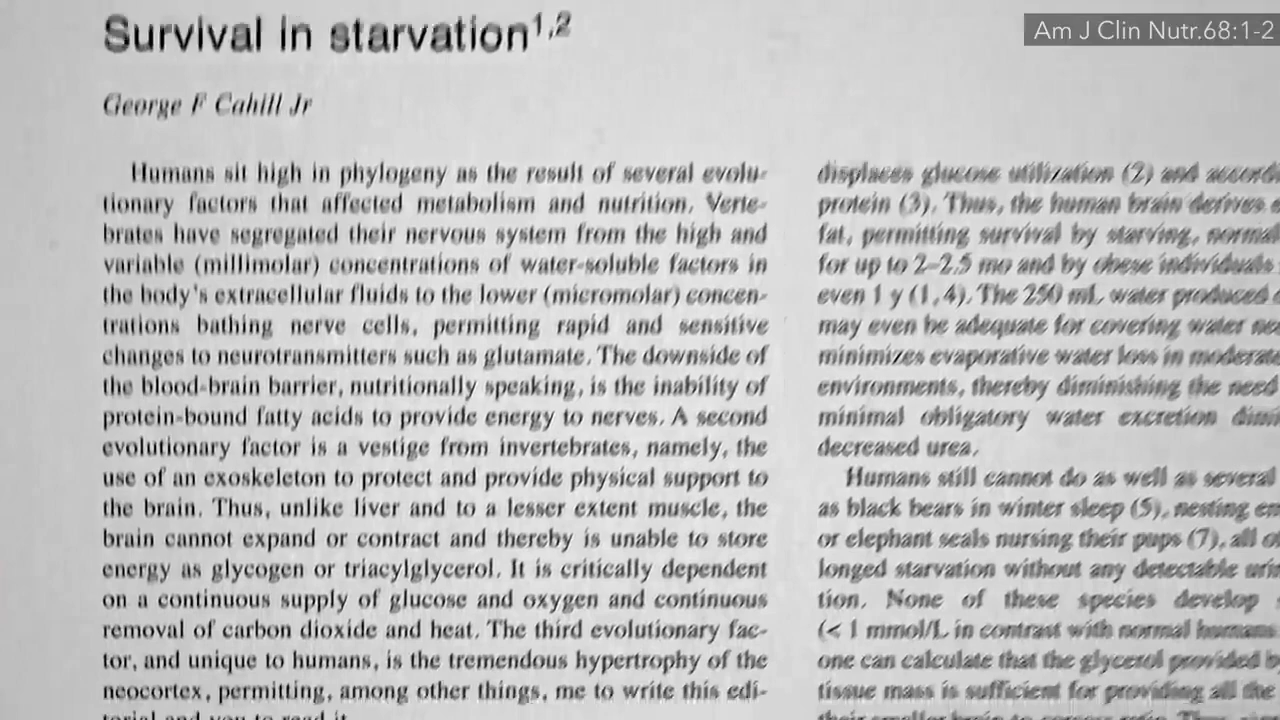 Survival in starvation1,2
Am J Clin Nutr.68:1-2
George F Cahill Jr
Humans sit high in phylogeny as the result of several evolu-
tionary factors that affected metabolism and nutrition. Verte-
brates have segregated their nervous system from the high and
variable (millimolar) concentrations of water-soluble factors in
the body's extracellular fluids to the lower (micromolar) concen-
trations bathing nerve cells, permitting rapid and sensitive
changes to neurotransmitters such as glutamate. The downside of
the blood-brain barrier, nutritionally speaking, is the inability of
protein-bound fatty acids to provide energy to nerves. A second
evolutionary factor is a vestige from invertebrates, namely, the
use of an exoskeleton to protect and provide physical support to
the brain. Thus, unlike liver and to a lesser extent muscle, the
brain cannot expand or contract and thereby is unable to store
energy as glycogen or triacylglycerol. It is critically dependent
on a continuous supply of glucose and oxygen and continuous
removal of carbon dioxide and heat. The third evolutionary fac-
tor, and unique to humans, is the tremendous hypertrophy of the
neocortex, permitting, among other things, me to write this edi-
torial and you to read it.
displaces glucose utilization (2) and
protein (3). Thus, the human brain derives
fat, permitting survival by starving,
for up to 2–2.5 mo and by obese individuals
even 1 y (1,4). The 250 mL water produced
may even be adequate for covering water
minimizes evaporative water loss in
environments, thereby diminishing the need
minimal obligatory water excretion
decreased urea.
Humans still cannot do as well as several
as black bears in winter sleep (5), nesting
or elephant seals nursing their pups (7), all
longed starvation without any detectable
tion. None of these species develop
(< 1 mmol/L in contrast with normal humans
one can calculate that the glycerol provided
tissue mass is sufficient for providing all the